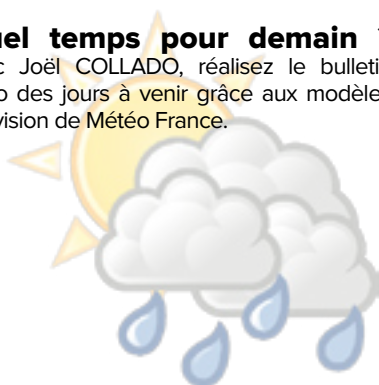 uel temps pour demain
c Joël COLLADO, réalisez le bulleti
o des jours à venir grâce aux modèle
vision de Météo France.